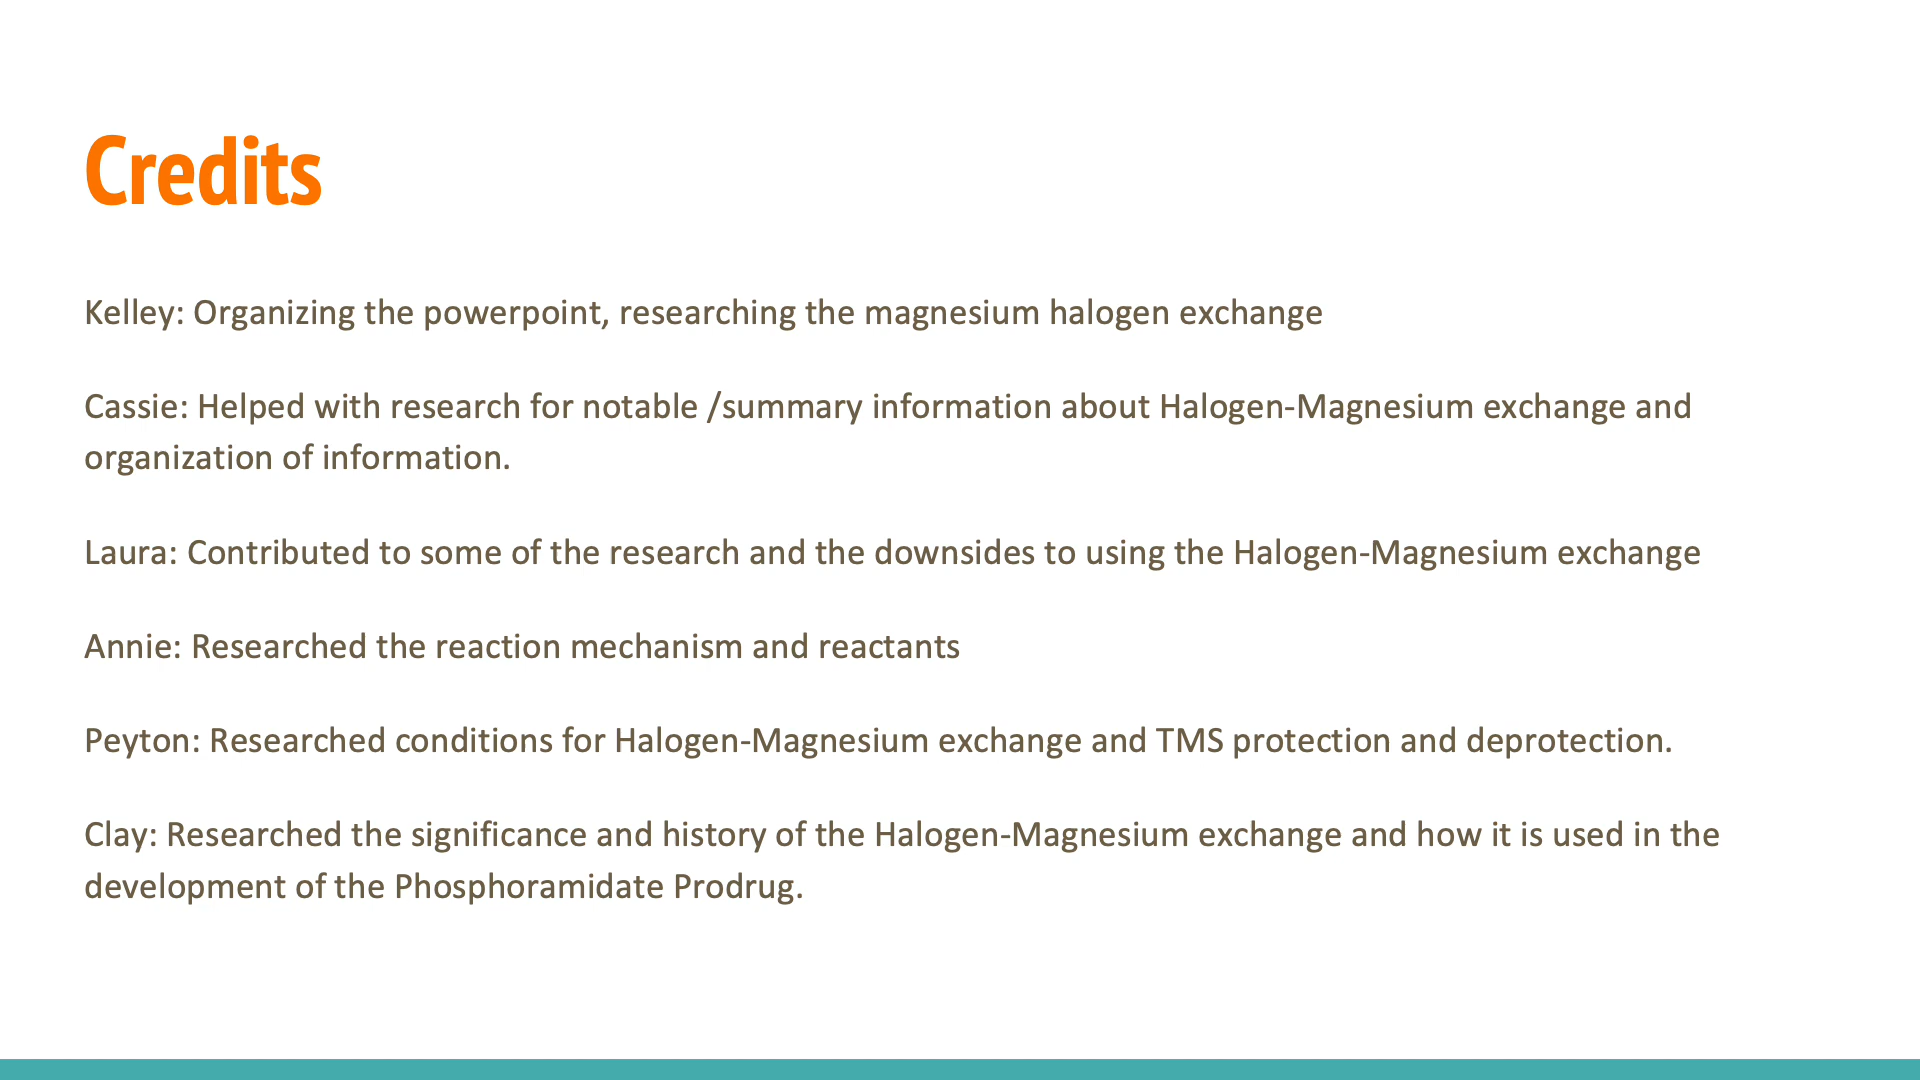 Credits
Kelley: Organizing the powerpoint, researching the magnesium halogen exchange
Cassie: Helped with research for notable /summary information about Halogen-Magnesium exchange and
organization of information.
Laura: Contributed to some of the research and the downsides to using the Halogen-Magnesium exchange
Annie: Researched the reaction mechanism and reactants
Peyton: Researched conditions for Halogen-Magnesium exchange and TMS protection and deprotection.
Clay: Researched the significance and history of the Halogen-Magnesium exchange and how it is used in the
development of the Phosphoramidate Prodrug.